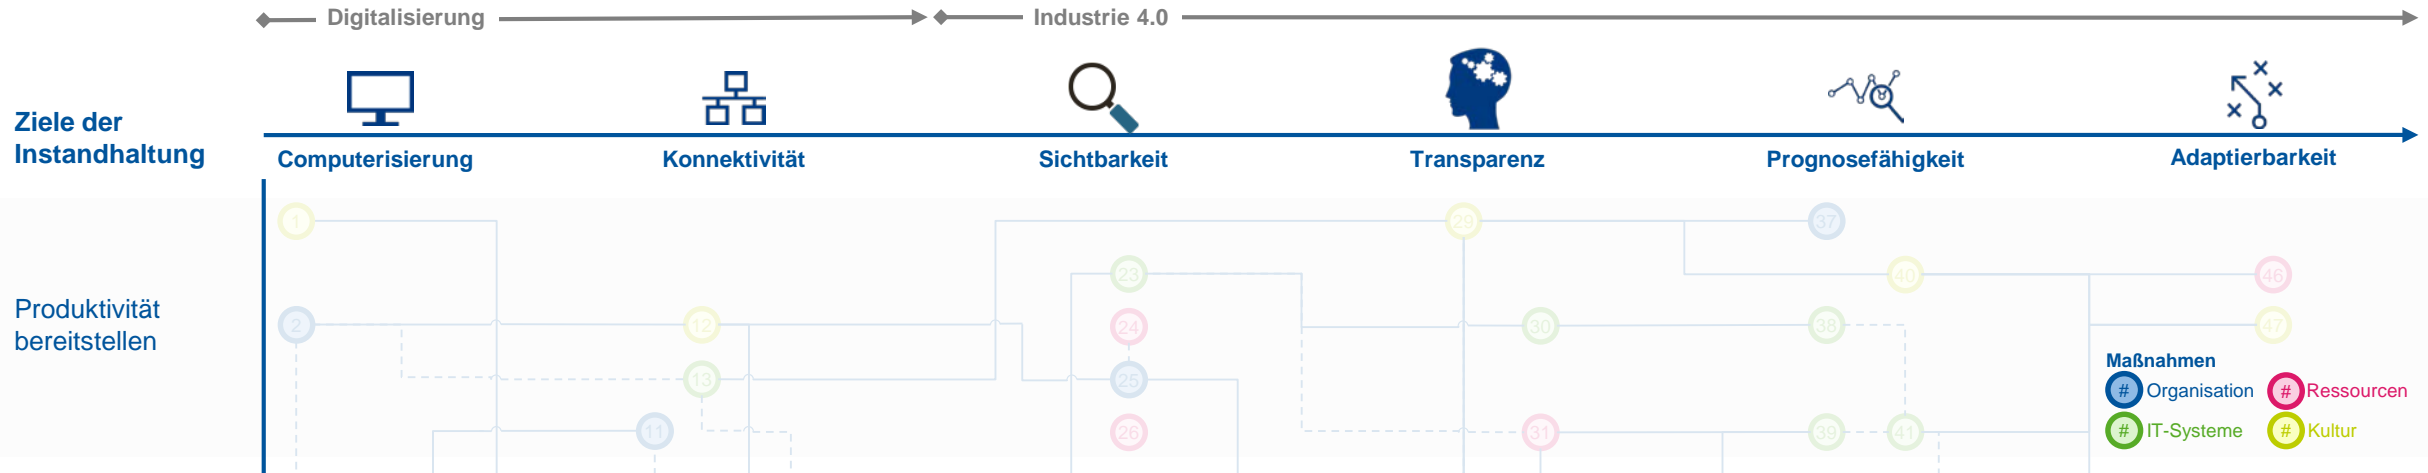 Digitalisierung
Industrie 4.0
Ziele der
Instandhaltung
Computerisierung
Konnektivität
Sichtbarkeit
Transparenz
Prognosefähigkeit
Adaptierbarkeit
Produktivität
bereitstellen
1
29
37
23
40
46
2
12
24
30
38
47
13
25
11
26
31
39
41
Maßnahmen
# Organisation
# Ressourcen
# IT-Systeme
# Kultur